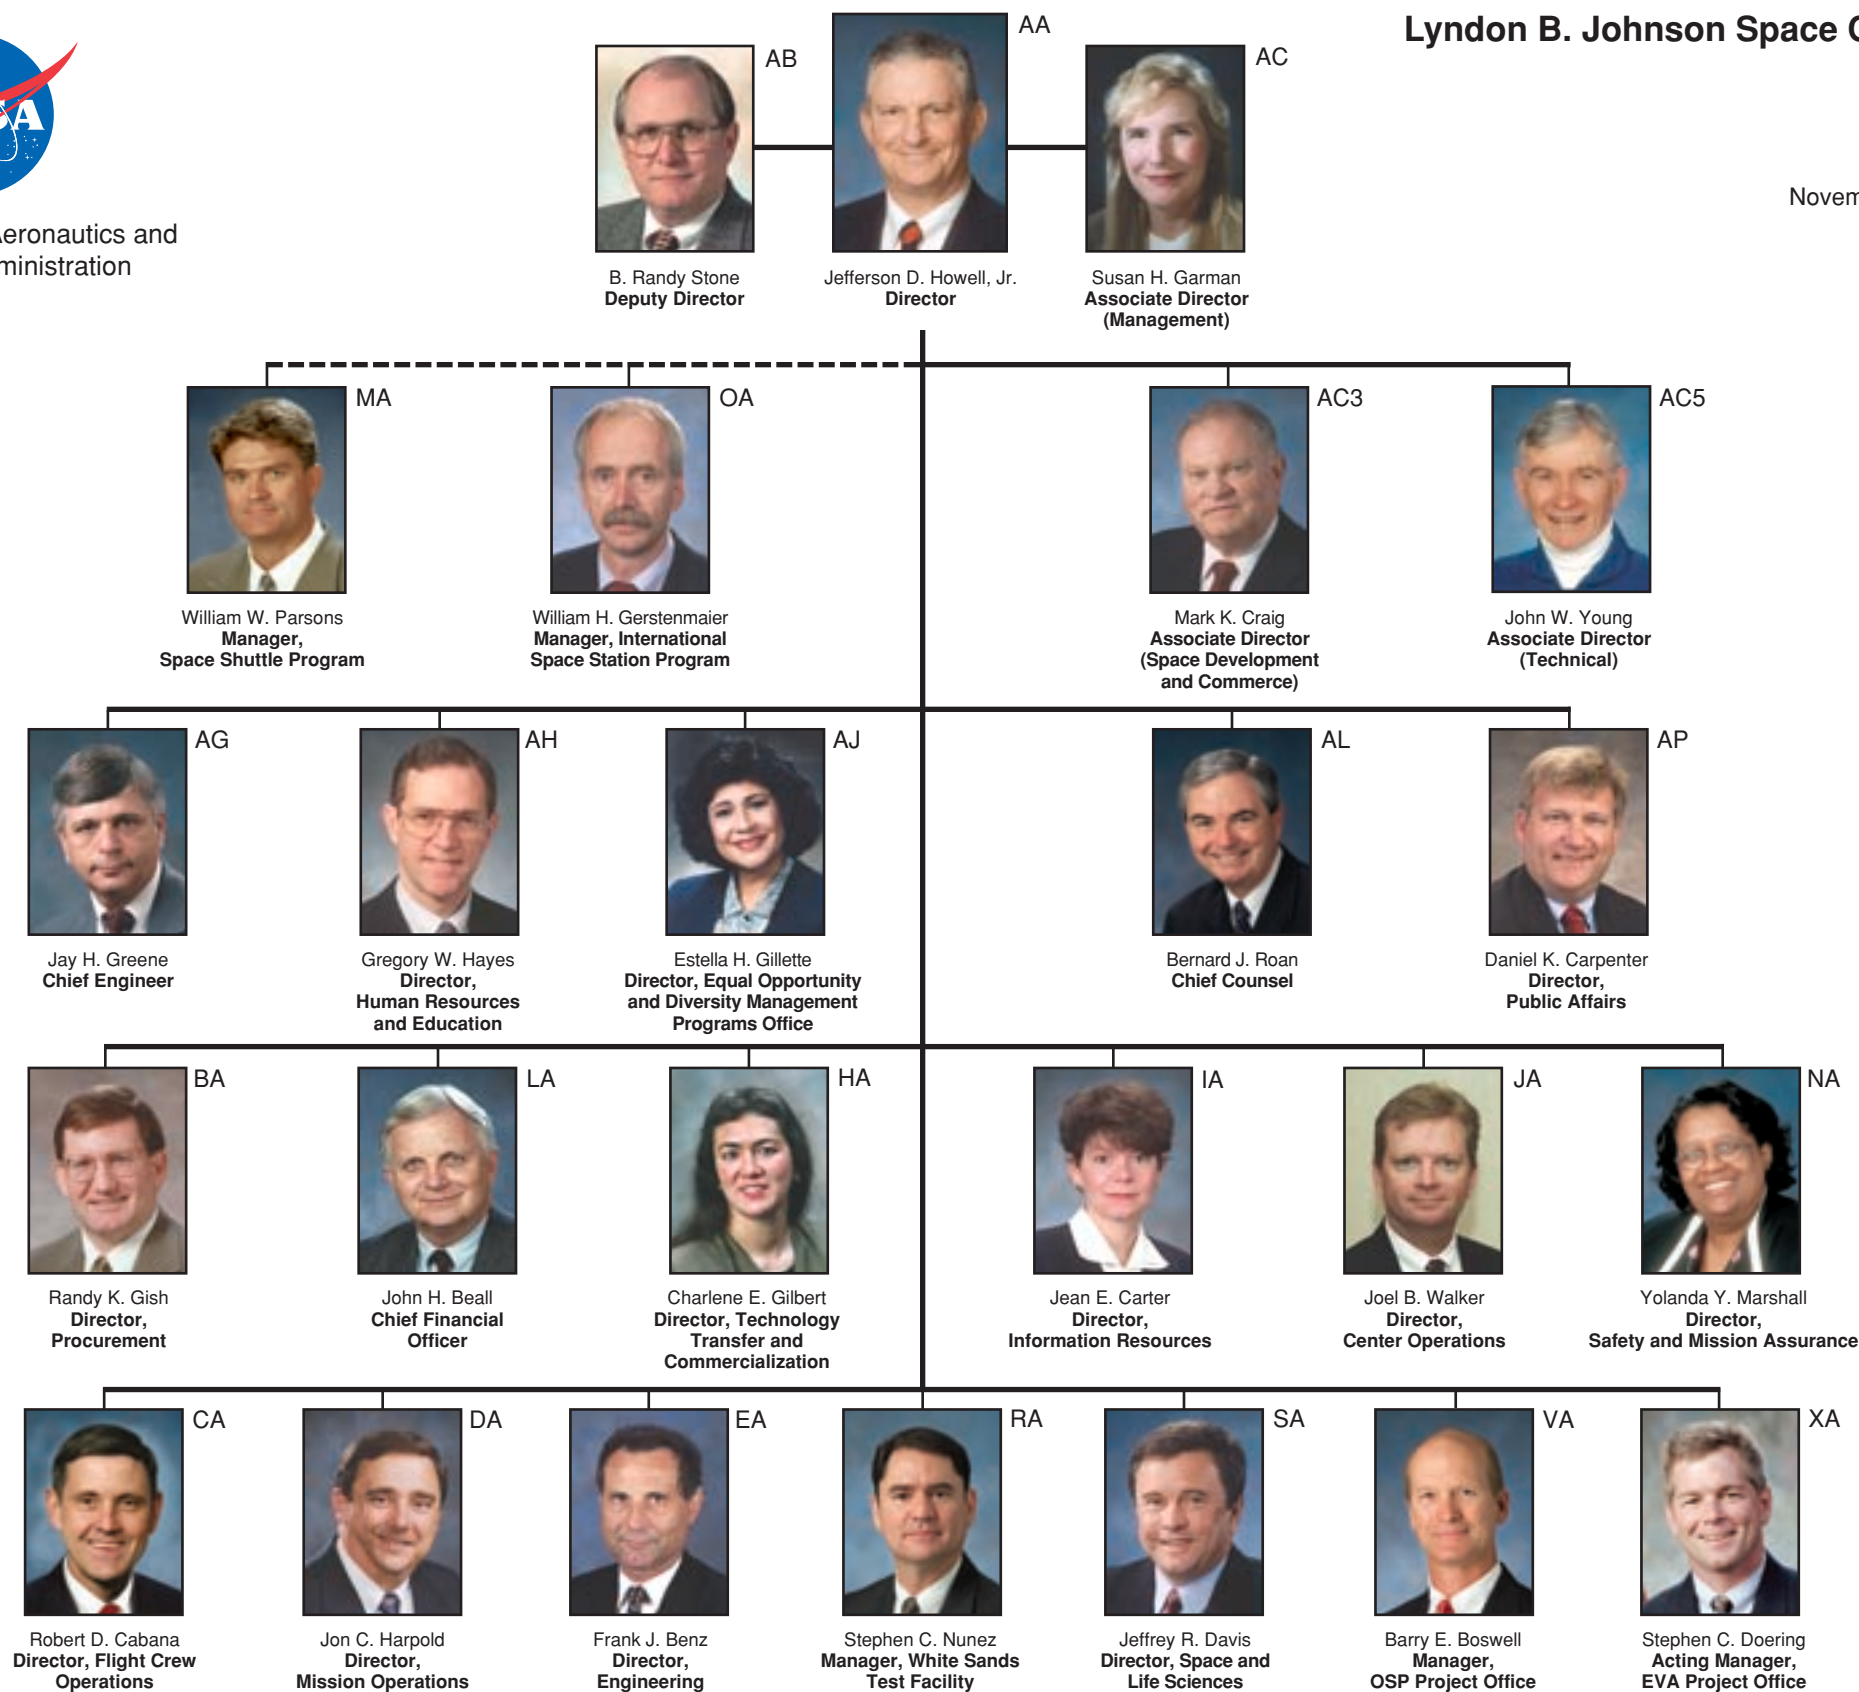 AA
Lyndon B. Johnson Space
AB
AC
SA
eronautics and
ministration
B. Randy Stone
Deputy Director
Jefferson D. Howell, Jr.
Director
Susan H. Garman
Associate Director
(Management)
MA
OA
AC3
AC5
William W. Parsons
Manager,
Space Shuttle Program
William H. Gerstenmaier
Manager, International
Space Station Program
Mark K. Craig
Associate Director
(Space Development
and Commerce)
John W. Young
Associate Director
(Technical)
AG
AH
AJ
AL
AP
Jay H. Greene
Chief Engineer
Gregory W. Hayes
Director,
Human Resources
and Education
Estella H. Gillette
Director, Equal Opportunity
and Diversity Management
Programs Office
Bernard J. Roan
Chief Counsel
Daniel K. Carpenter
Director,
Public Affairs
BA
LA
HA
IA
JA
NA
Randy K. Gish
Director,
Procurement
John H. Beall
Chief Financial
Officer
Charlene E. Gilbert
Director, Technology
Transfer and
Commercialization
Jean E. Carter
Director,
Information Resources
Joel B. Walker
Director,
Center Operations
Yolanda Y. Marshall
Director,
Safety and Mission Assurance
CA
DA
EA
RA
SA
VA
XA
Robert D. Cabana
Director, Flight Crew
Operations
Jon C. Harpold
Director,
Mission Operations
Frank J. Benz
Director,
Engineering
Stephen C. Nunez
Manager, White Sands
Test Facility
Jeffrey R. Davis
Director, Space and
Life Sciences
Barry E. Boswell
Manager,
OSP Project Office
Stephen C. Doering
Acting Manager,
EVA Project Office